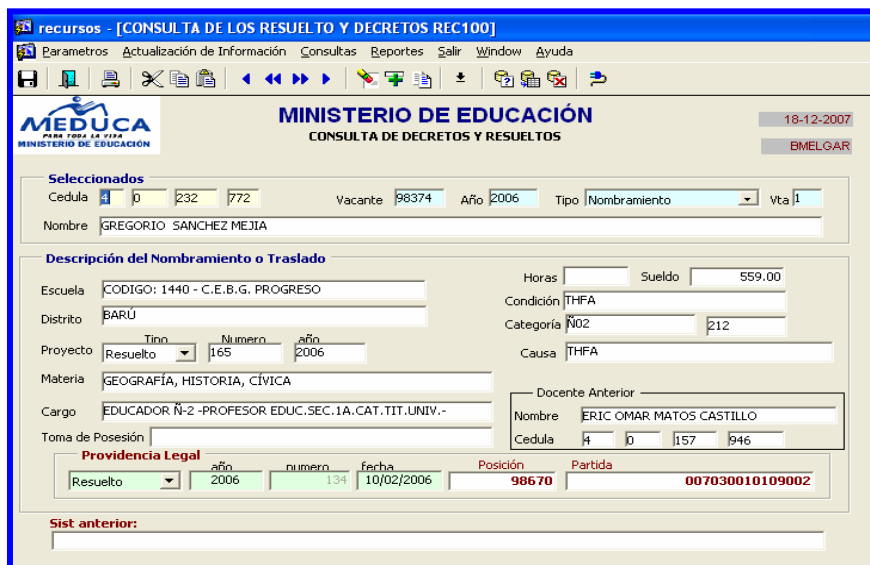 recursos - [CONSULTA DE LOS RESUELTO Y DECRETOS REC100]
Parametros Actualización de Información Consultas Reportes Salir Window Ayuda
MEDUCA
PARA TODA LA VIDA
MINISTERIO DE EDUCACIÓN
MINISTERIO DE EDUCACIÓN
CONSULTA DE DECRETOS Y RESUELTOS
18-12-2007
BMELGAR
Seleccionados
Cedula 4 0 232 772 Vacante 98374 Año 2006 Tipo Nombramiento Vta 1
Nombre GREGORIO SANCHEZ MEJIA
Descripción del Nombramiento o Traslado
Horas Sueldo 559.00
Escuela CODIGO: 1440 - C.E.B.G. PROGRESO
Condición THFA
Distrito BARÚ
Categoría Ñ02 212
Tipo Numero año
Proyecto Resuelto 165 2006
Causa THFA
Materia GEOGRAFÍA, HISTORIA, CÍVICA
Cargo EDUCADOR Ñ-2 -PROFESOR EDUC.SEC.1A.CAT.TIT.UNIV.-
Toma de Posesión
Docente Anterior
Nombre ERIC OMAR MATOS CASTILLO
Cedula 4 0 157 946
Providencia Legal
año numero fecha Posición Partida
Resuelto 2006 134 10/02/2006 98670 007030010109002
Sist anterior: